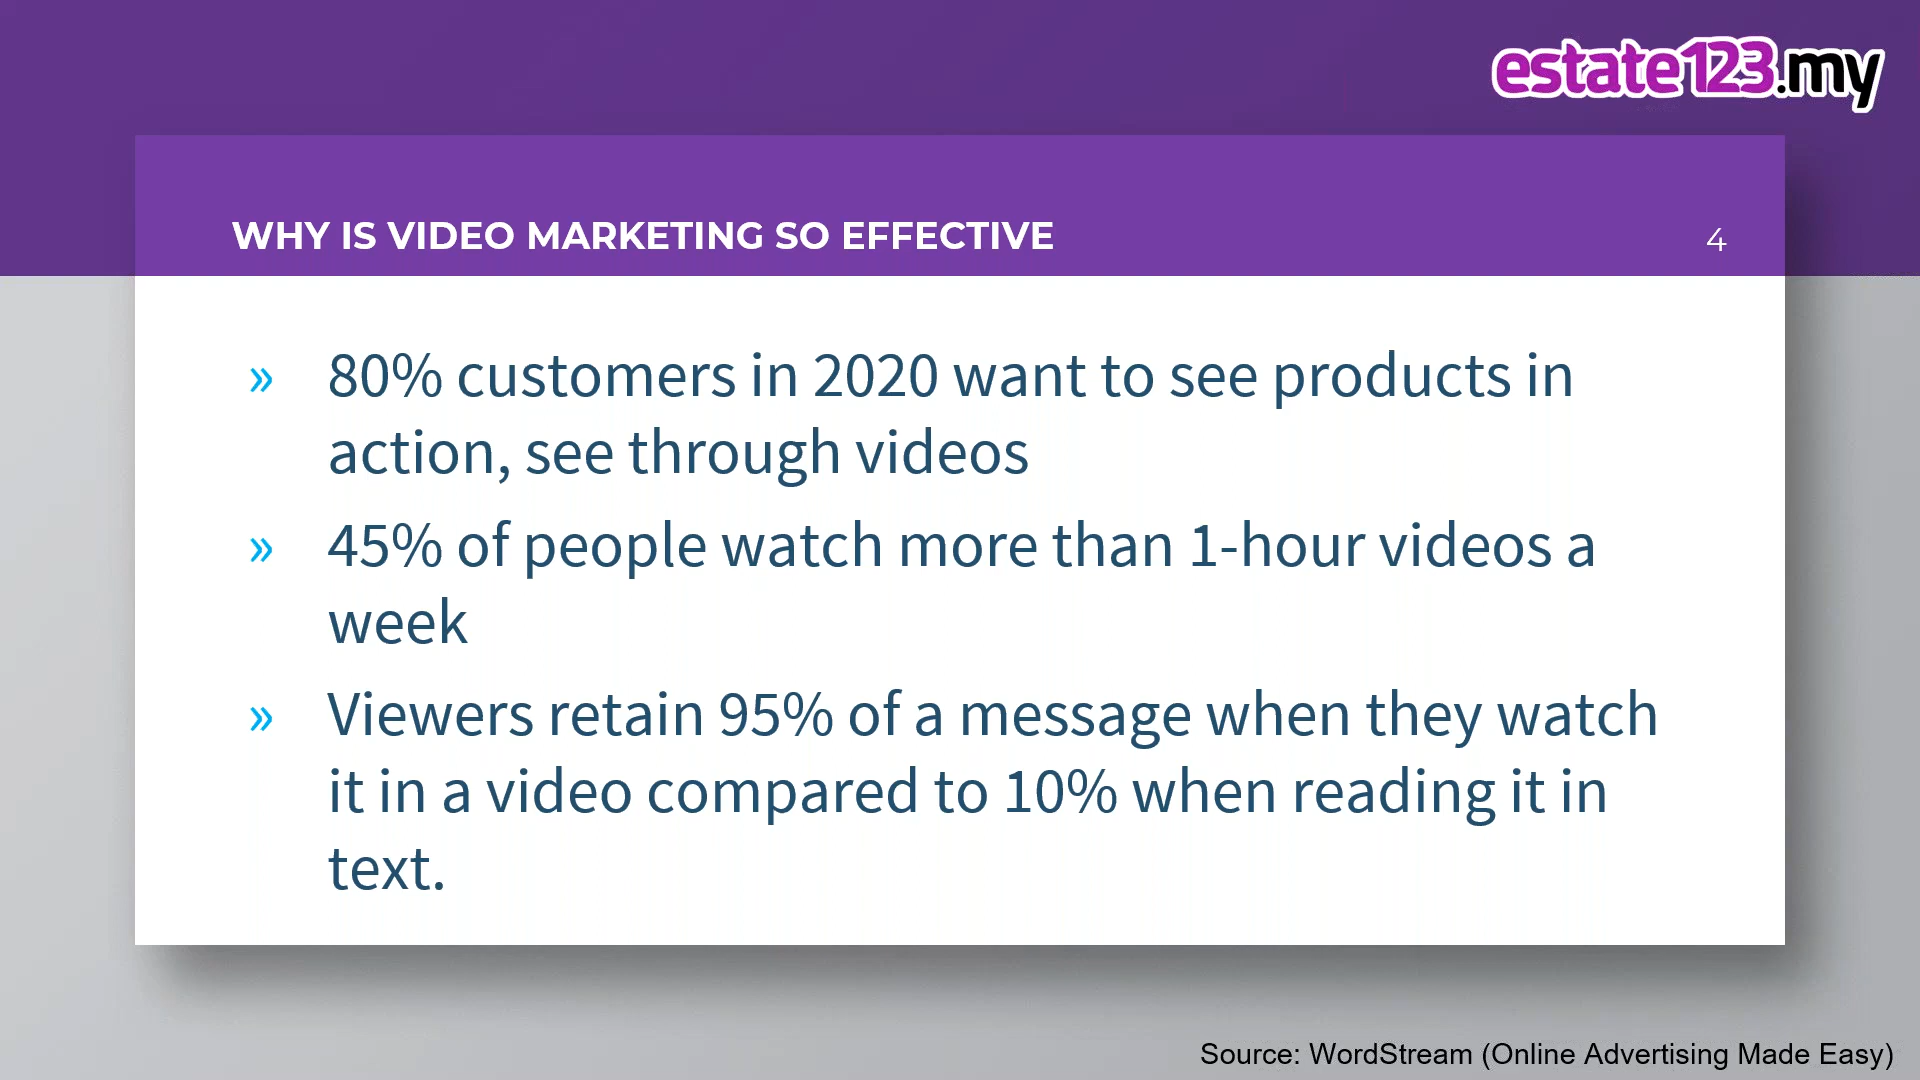 estate123.my
WHY IS VIDEO MARKETING SO EFFECTIVE
4
» 80% customers in 2020 want to see products in
action, see through videos
» 45% of people watch more than 1-hour videos a
week
» Viewers retain 95% of a message when they watch
it in a video compared to 10% when reading it in
text.
Source: WordStream (Online Advertising Made Easy)